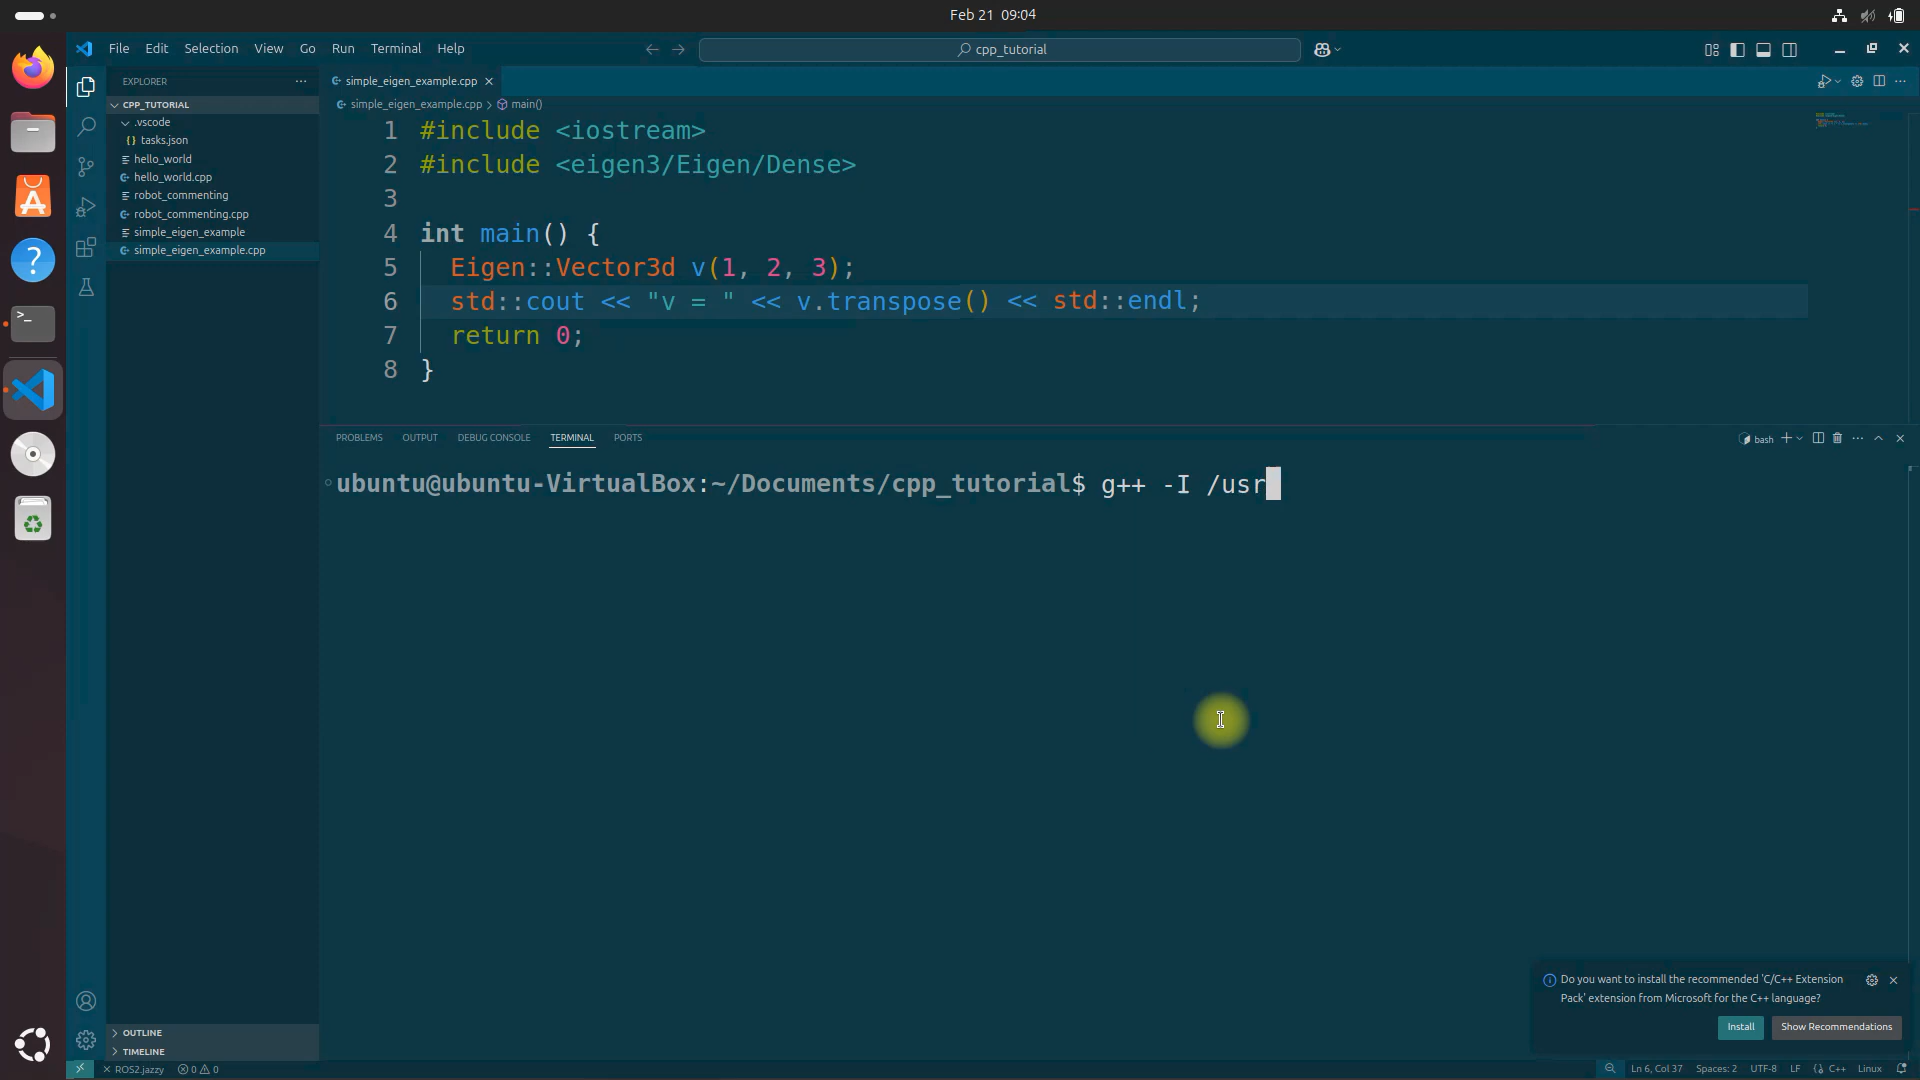 Feb 21 09:04
File Edit Selection View Go Run Terminal Help
cpp_tutorial
EXPLORER
simple_eigen_example.cpp
CPP_TUTORIAL
simple_eigen_example.cpp > main()
.vscode
tasks.json
hello_world
hello_world.cpp
robot_commenting
robot_commenting.cpp
simple_eigen_example
simple_eigen_example.cpp
1 #include <iostream>
2 #include <eigen3/Eigen/Dense>
3
4 int main() {
5 Eigen::Vector3d v(1, 2, 3);
6 std::cout << "v = " << v.transpose() << std::endl;
7 return 0;
8 }
PROBLEMS OUTPUT DEBUG CONSOLE TERMINAL PORTS
bash
ubuntu@ubuntu-VirtualBox:~/Documents/cpp_tutorial$ g++ -I /usr
Do you want to install the recommended 'C/C++ Extension
Pack' extension from Microsoft for the C++ language?
Install Show Recommendations
OUTLINE
TIMELINE
ROS2.jazzy 0 0
Ln 6, Col 37 Spaces: 2 UTF-8 LF {} C++ Linux